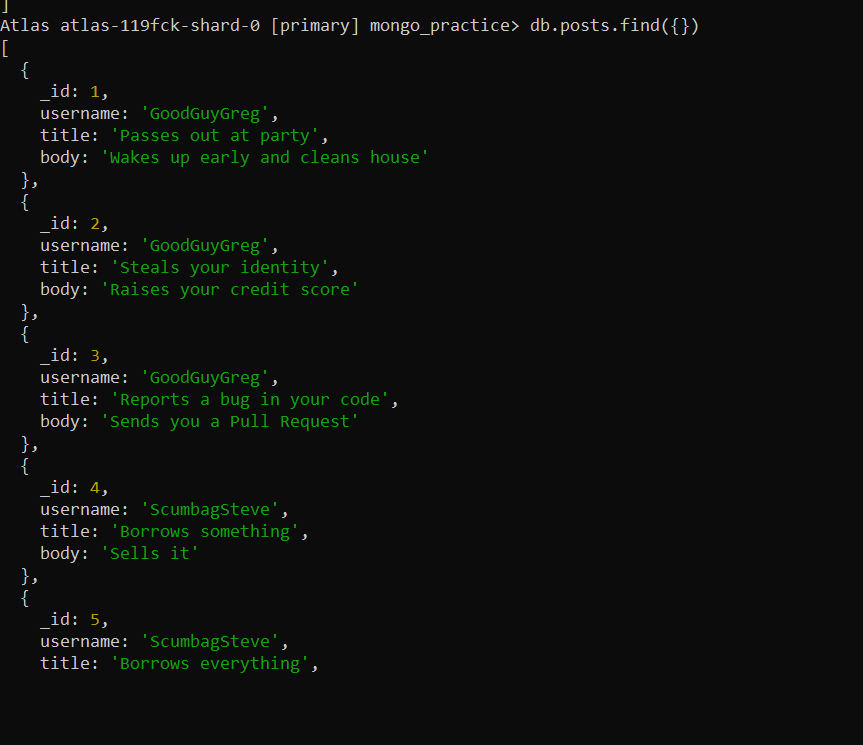 ]
Atlas atlas-119fck-shard-0 [primary] mongo_practice> db.posts.find({})
[
  {
    _id: 1,
    username: 'GoodGuyGreg',
    title: 'Passes out at party',
    body: 'Wakes up early and cleans house'
  },
  {
    _id: 2,
    username: 'GoodGuyGreg',
    title: 'Steals your identity',
    body: 'Raises your credit score'
  },
  {
    _id: 3,
    username: 'GoodGuyGreg',
    title: 'Reports a bug in your code',
    body: 'Sends you a Pull Request'
  },
  {
    _id: 4,
    username: 'ScumbagSteve',
    title: 'Borrows something',
    body: 'Sells it'
  },
  {
    _id: 5,
    username: 'ScumbagSteve',
    title: 'Borrows everything',